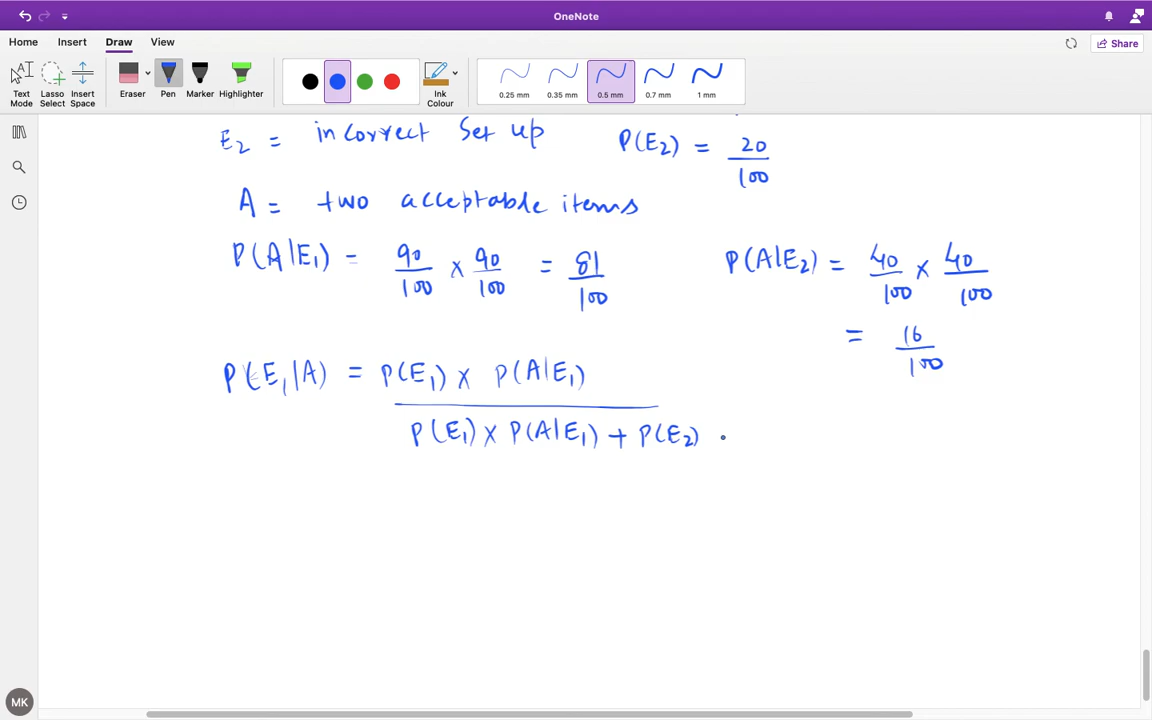 OneNote
Home Insert Draw View
Share
Text Mode
Lasso Select
Insert Space
Eraser
Pen
Marker
Highlighter
Ink Colour
0.25 mm
0.35 mm
0.5 mm
0.7 mm
1 mm
E₂ = incorrect set up P(E₂) = 20/100
A = two acceptable items
P(A|E₁) = 90/100 × 90/100 = 81/100 P(A|E₂) = 40/100 × 40/100
= 16/100
P(E₁|A) = P(E₁) × P(A|E₁)
P(E₁) × P(A|E₁) + P(E₂)
MK